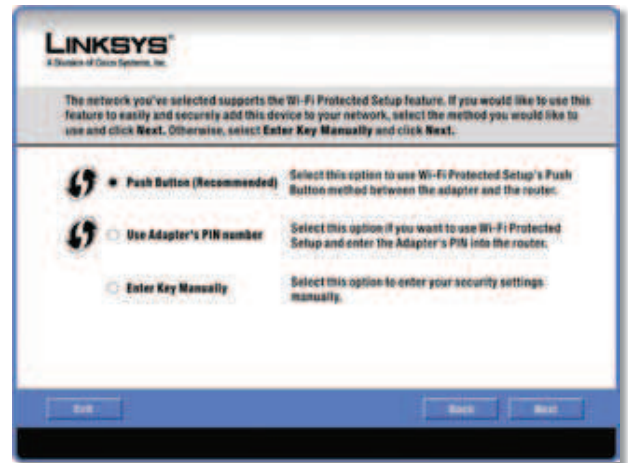 LINKSYS®
A Division of Cisco Systems, Inc.
The network you've selected supports the Wi-Fi Protected Setup feature. If you would like to use this
feature to easily and securely add this device to your network, select the method you would like to
use and click Next. Otherwise, select Enter Key Manually and click Next.
Push Button (Recommended)
Select this option to use Wi-Fi Protected Setup's Push
Button method between the adapter and the router.
Use Adapter's PIN number
Select this option if you want to use Wi-Fi Protected
Setup and enter the Adapter's PIN into the router.
Enter Key Manually
Select this option to enter your security settings
manually.
Exit
Back
Next